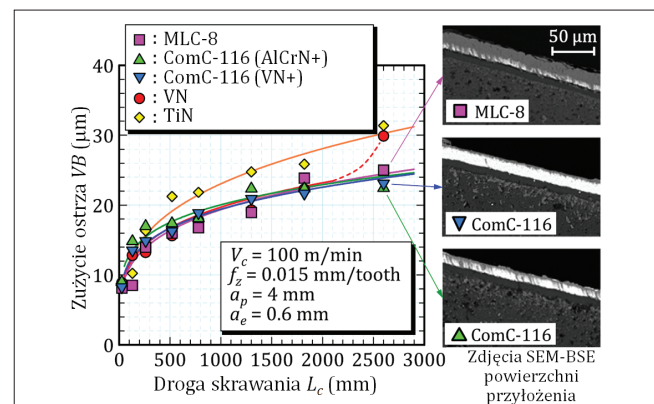 : MLC-8
: ComC-116 (AlCrN+)
: ComC-116 (VN+)
: VN
: TiN
Zużycie ostrza VB (μm)
40
30
20
10
0
0 500 1000 1500 2000 2500 3000
Droga skrawania Lc (mm)
Vc = 100 m/min
fz = 0.015 mm/tooth
ap = 4 mm
ae = 0.6 mm
50 μm
MLC-8
ComC-116
ComC-116
Zdjęcia SEM-BSE
powierzchni
przyłożenia